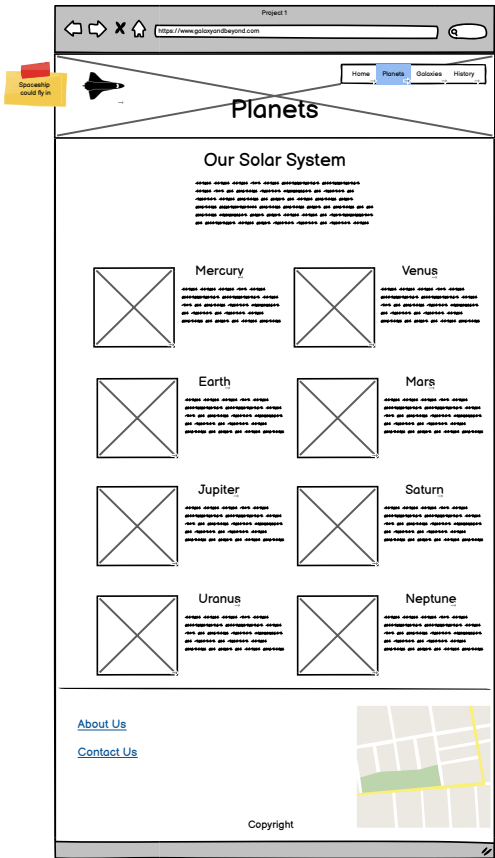 Project 1
https://www.galaxyandbeyond.com
Spaceship
could fly in
Home Planets Galaxies History
Planets
Our Solar System
Mercury Venus
Earth Mars
Jupiter Saturn
Uranus Neptune
About Us
Contact Us
Copyright